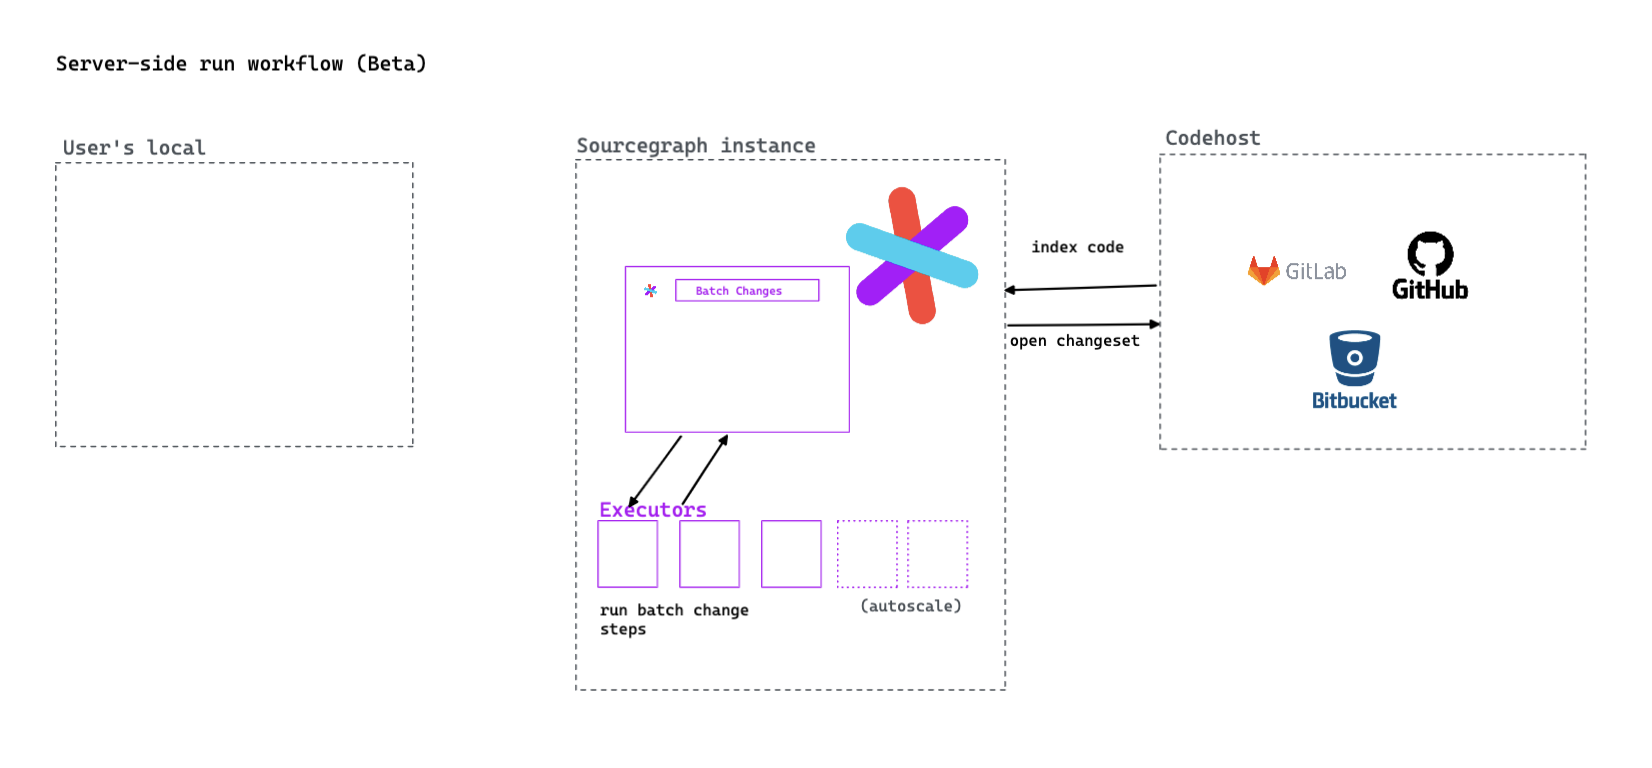 Server-side run workflow (Beta)
User's local
Sourcegraph instance
Codehost
Batch Changes
index code
open changeset
GitLab
GitHub
Bitbucket
Executors
run batch change
steps
(autoscale)